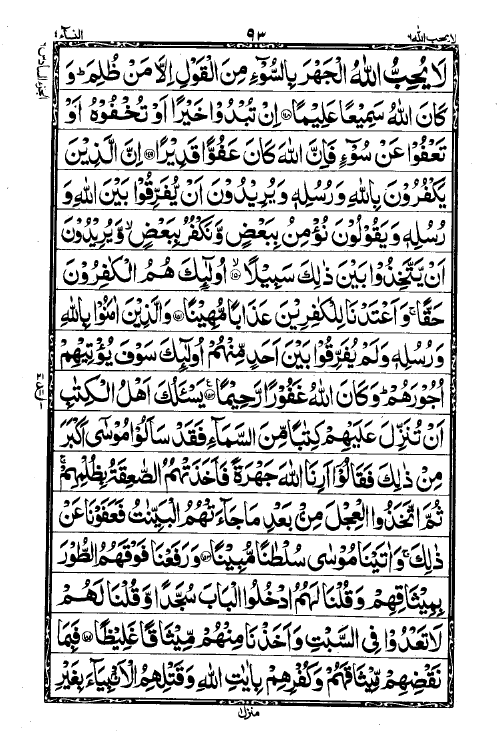 لا یحب الله ٦
٩٣
النسآء ٤
لَا يُحِبُّ اللّٰهُ الْجَهْرَ بِالسُّوْٓءِ مِنَ الْقَوْلِ اِلَّا مَنْ ظُلِمَ ؕ وَ
كَانَ اللّٰهُ سَمِيْعًا عَلِيْمًا ۝ اِنْ تُبْدُوْا خَيْرًا اَوْ تُخْفُوْهُ اَوْ
تَعْفُوْا عَنْ سُوْٓءٍ فَاِنَّ اللّٰهَ كَانَ عَفُوًّا قَدِيْرًا ۝ اِنَّ الَّذِيْنَ
يَكْفُرُوْنَ بِاللّٰهِ وَ رُسُلِهٖ وَ يُرِيْدُوْنَ اَنْ يُّفَرِّقُوْا بَيْنَ اللّٰهِ وَ
رُسُلِهٖ وَ يَقُوْلُوْنَ نُؤْمِنُ بِبَعْضٍ وَّ نَكْفُرُ بِبَعْضٍ ۙ وَّ يُرِيْدُوْنَ
اَنْ يَّتَّخِذُوْا بَيْنَ ذٰلِكَ سَبِيْلًا ۙ۝ اُولٰٓئِكَ هُمُ الْكٰفِرُوْنَ
حَقًّا ۚ وَ اَعْتَدْنَا لِلْكٰفِرِيْنَ عَذَابًا مُّهِيْنًا ۝ وَ الَّذِيْنَ اٰمَنُوْا بِاللّٰهِ
وَ رُسُلِهٖ وَ لَمْ يُفَرِّقُوْا بَيْنَ اَحَدٍ مِّنْهُمْ اُولٰٓئِكَ سَوْفَ يُؤْتِيْهِمْ
اُجُوْرَهُمْ ؕ وَ كَانَ اللّٰهُ غَفُوْرًا رَّحِيْمًا ۝ يَسْـَٔلُكَ اَهْلُ الْكِتٰبِ
اَنْ تُنَزِّلَ عَلَيْهِمْ كِتٰبًا مِّنَ السَّمَآءِ فَقَدْ سَاَلُوْا مُوْسٰٓى اَكْبَرَ
مِنْ ذٰلِكَ فَقَالُوْٓا اَرِنَا اللّٰهَ جَهْرَةً فَاَخَذَتْهُمُ الصّٰعِقَةُ بِظُلْمِهِمْ ۚ
ثُمَّ اتَّخَذُوا الْعِجْلَ مِنْۢ بَعْدِ مَا جَآءَتْهُمُ الْبَيِّنٰتُ فَعَفَوْنَا عَنْ
ذٰلِكَ ۚ وَ اٰتَيْنَا مُوْسٰى سُلْطٰنًا مُّبِيْنًا ۝ وَ رَفَعْنَا فَوْقَهُمُ الطُّوْرَ
بِمِيْثَاقِهِمْ وَ قُلْنَا لَهُمُ ادْخُلُوا الْبَابَ سُجَّدًا وَّ قُلْنَا لَهُمْ
لَا تَعْدُوْا فِى السَّبْتِ وَ اَخَذْنَا مِنْهُمْ مِّيْثَاقًا غَلِيْظًا ۝ فَبِمَا
نَقْضِهِمْ مِّيْثَاقَهُمْ وَ كُفْرِهِمْ بِاٰيٰتِ اللّٰهِ وَ قَتْلِهِمُ الْاَنْۢبِيَآءَ بِغَيْرِ
منزل ١